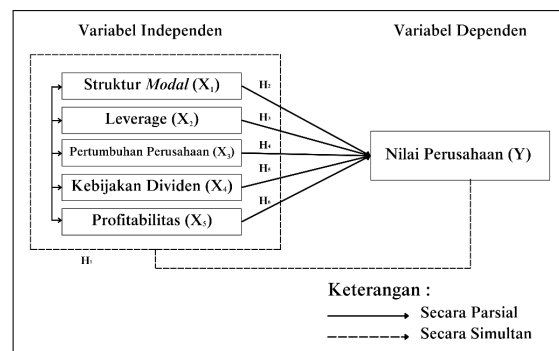 Variabel Independen
Variabel Dependen
Struktur Modal (X₁)
H₂
Leverage (X₂)
H₃
Pertumbuhan Perusahaan (X₃)
H₄
Nilai Perusahaan (Y)
H₅
Kebijakan Dividen (X₄)
H₆
Profitabilitas (X₅)
H₁
Keterangan :
Secara Parsial
Secara Simultan